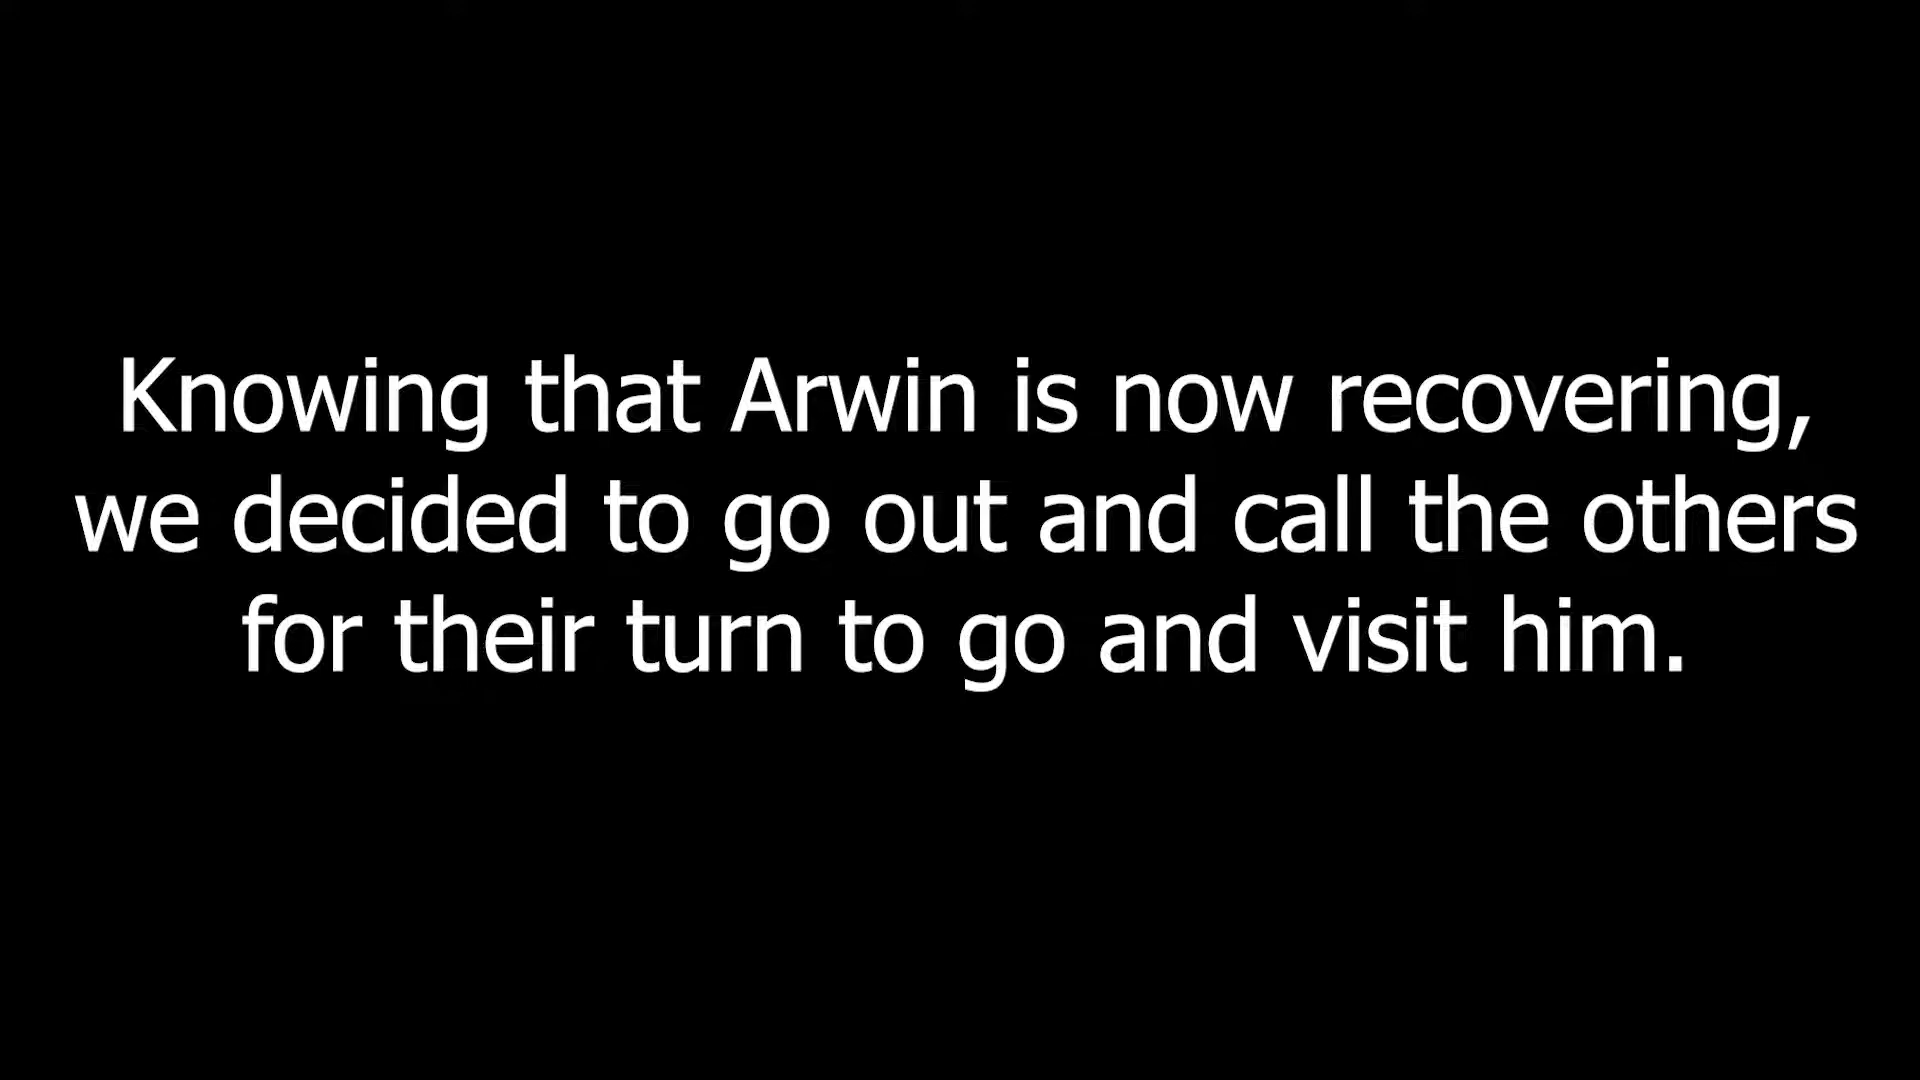 Knowing that Arwin is now recovering,
we decided to go out and call the others
for their turn to go and visit him.